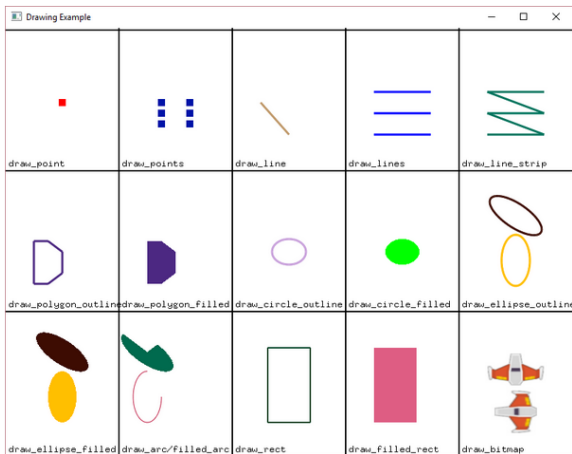 Drawing Example
draw_point
draw_points
draw_line
draw_lines
draw_line_strip
draw_polygon_outline
draw_polygon_filled
draw_circle_outline
draw_circle_filled
draw_ellipse_outline
draw_ellipse_filled
draw_arc/filled_arc
draw_rect
draw_filled_rect
draw_bitmap